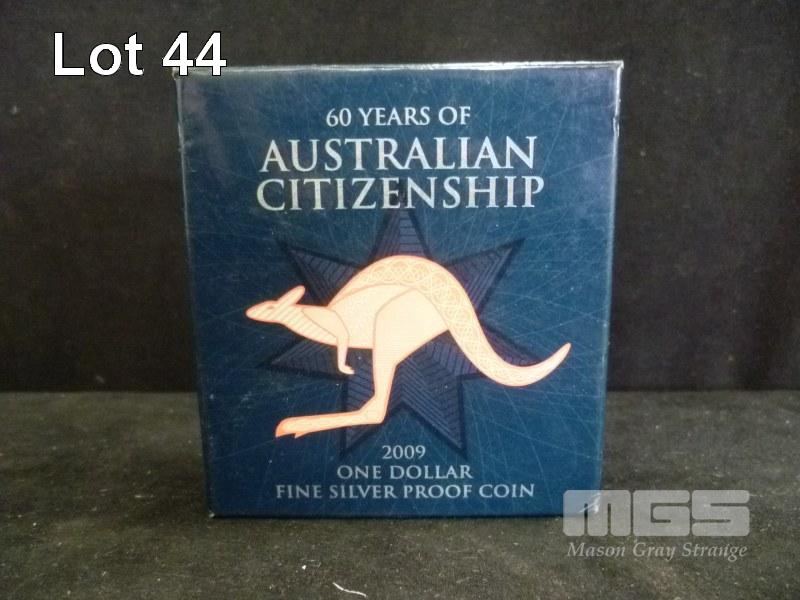 Lot 44
60 YEARS OF
AUSTRALIAN
CITIZENSHIP
2009
ONE DOLLAR
FINE SILVER PROOF COIN
MGS
Mason Gray Strange